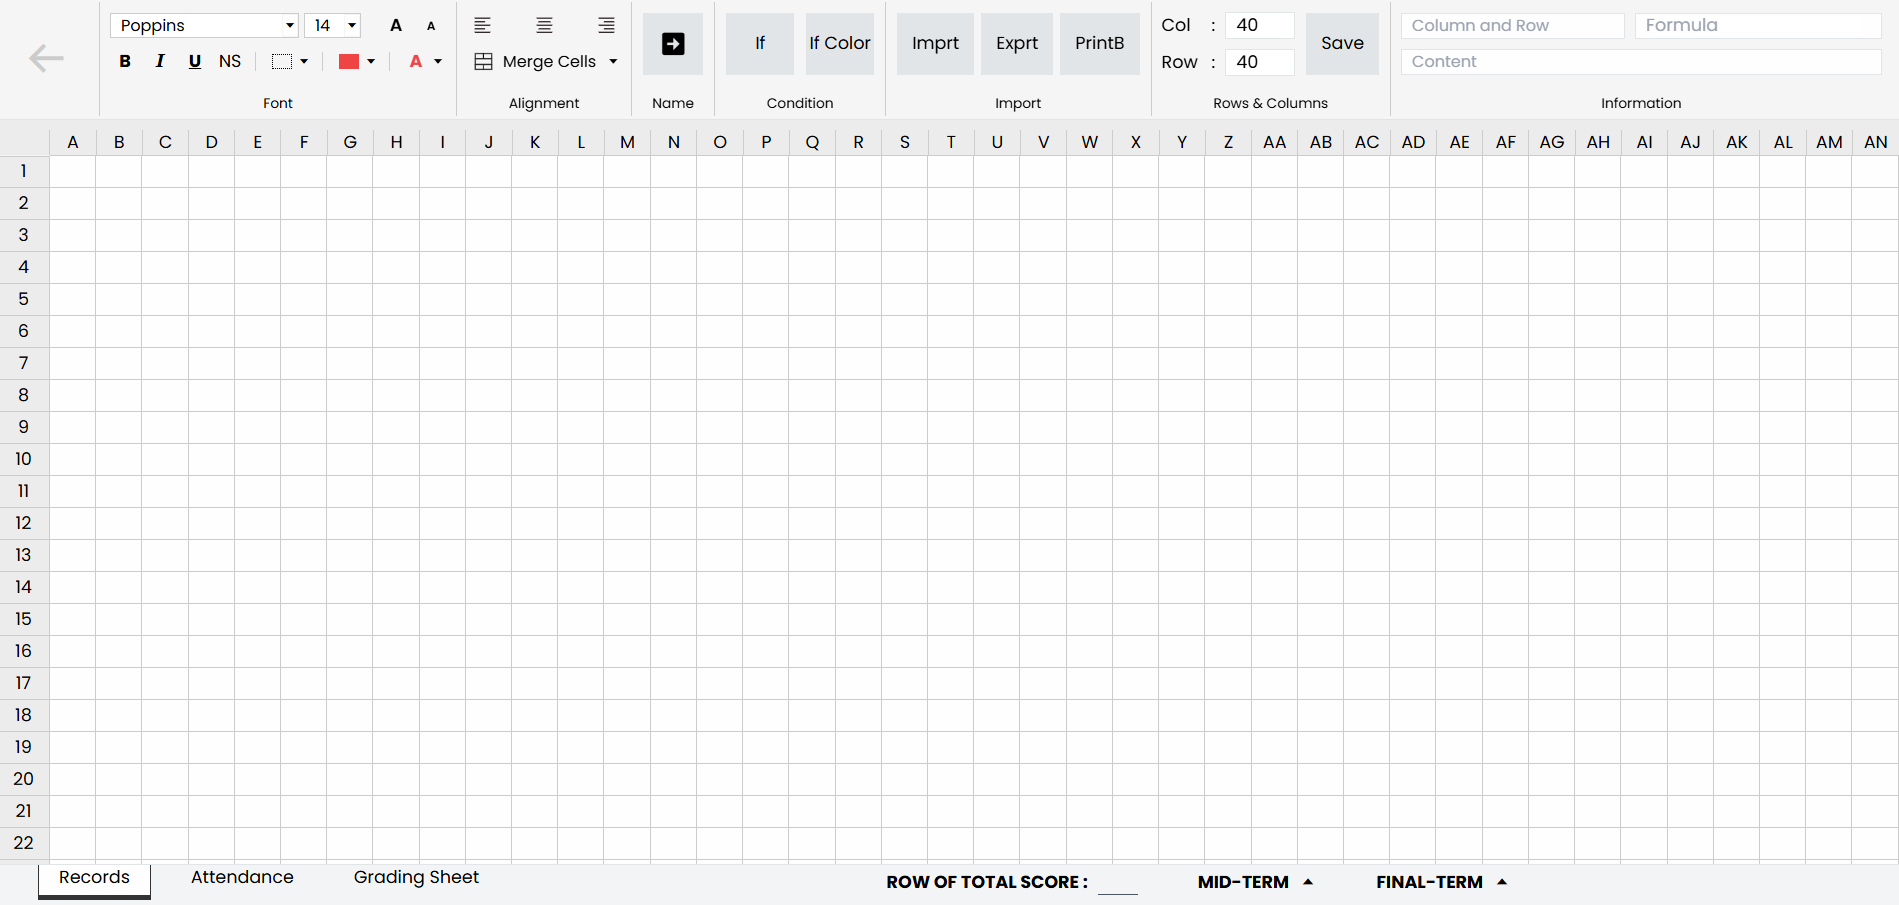 Poppins 14 A A
B I U NS A
Font
Merge Cells
Alignment
Name
If If Color
Condition
Imprt Exprt PrintB
Import
Col : 40
Row : 40
Save
Rows & Columns
Column and Row Formula
Content
Information
A B C D E F G H I J K L M N O P Q R S T U V W X Y Z AA AB AC AD AE AF AG AH AI AJ AK AL AM AN
1
2
3
4
5
6
7
8
9
10
11
12
13
14
15
16
17
18
19
20
21
22
Records Attendance Grading Sheet ROW OF TOTAL SCORE : MID-TERM FINAL-TERM